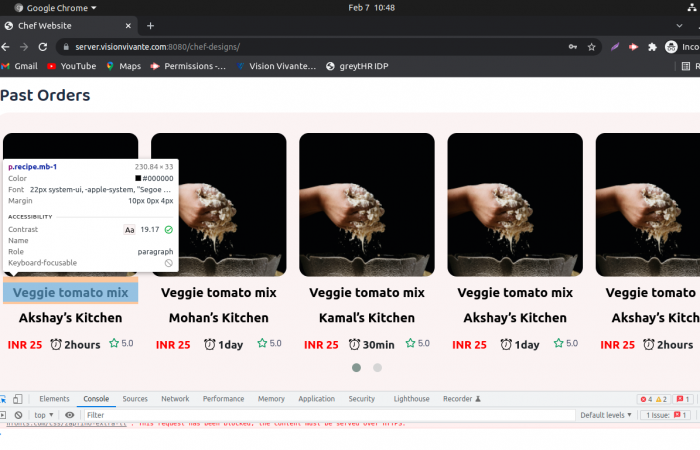 Google Chrome Feb 7 10:48
Chef Website
server.visionvivante.com:8080/chef-designs/ Inco
Gmail YouTube Maps Permissions -... Vision Vivante... greytHR IDP R
Past Orders
p.recipe.mb-1 230.84 × 33
Color #000000
Font 22px system-ui, -apple-system, "Segoe ...
Margin 10px 0px 4px
ACCESSIBILITY
Contrast Aa 19.17
Name
Role paragraph
Keyboard-focusable
Veggie tomato mix Veggie tomato mix Veggie tomato mix Veggie tomato mix Veggie tomat
Akshay's Kitchen Mohan's Kitchen Kamal's Kitchen Akshay's Kitchen Akshay's Kitc
INR 25 2hours 5.0 INR 25 1day 5.0 INR 25 30min 5.0 INR 25 1day 5.0 INR 25 2hours
Elements Console Sources Network Performance Memory Application Security Lighthouse Recorder 4 2 1
top Filter Default levels 1 Issue: 1
This request has been blocked; the content must be served over HTTPS.